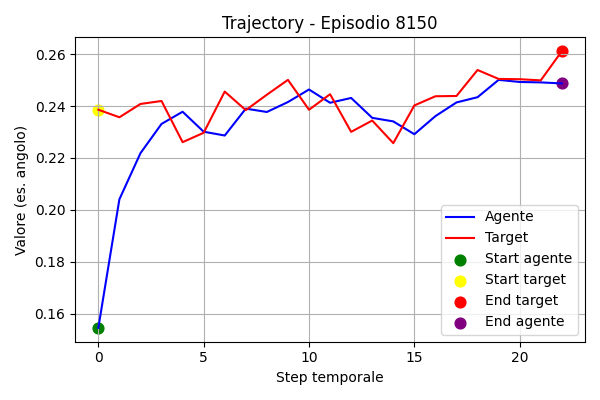 Trajectory - Episodio 8150
Valore (es. angolo)
0.26
0.24
0.22
0.20
0.18
0.16
0
5
10
15
20
Step temporale
Agente
Target
Start agente
Start target
End target
End agente